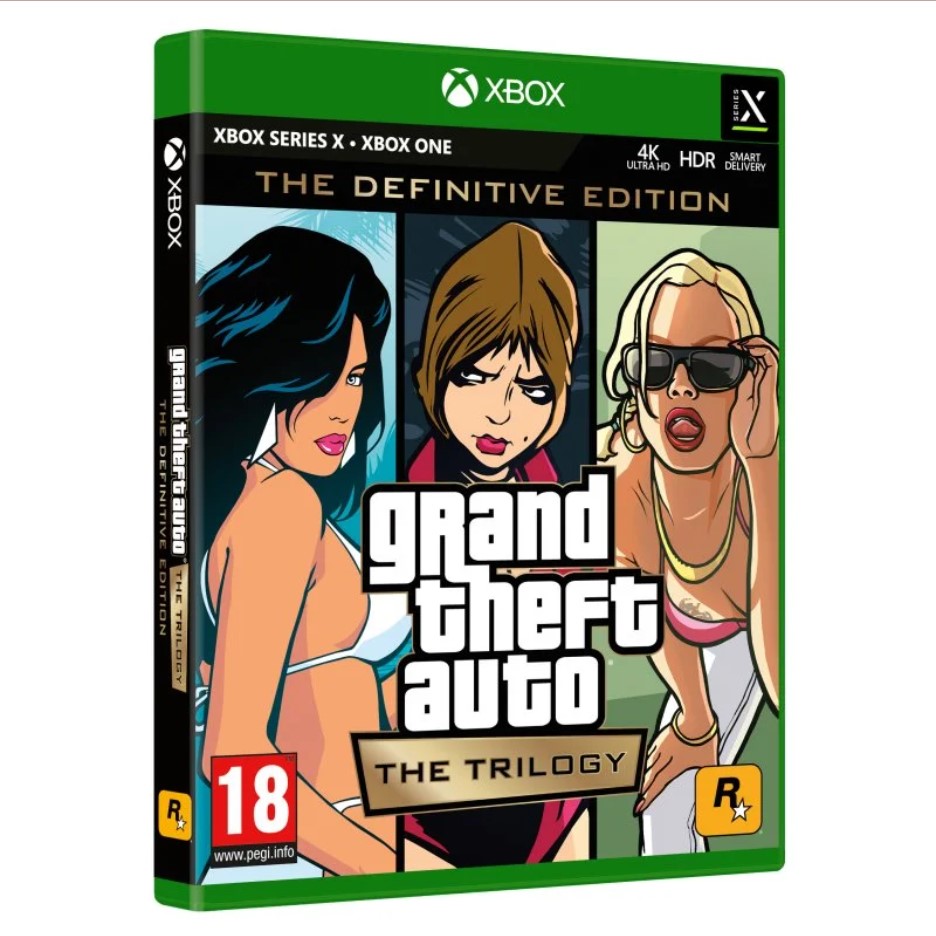 XBOX
SERIES X
XBOX SERIES X • XBOX ONE
4K
ULTRA HD
HDR
SMART
DELIVERY
THE DEFINITIVE EDITION
grand
theft
auto
THE TRILOGY
18
www.pegi.info
R
XBOX
grand theft auto
THE TRILOGY
THE DEFINITIVE EDITION
R